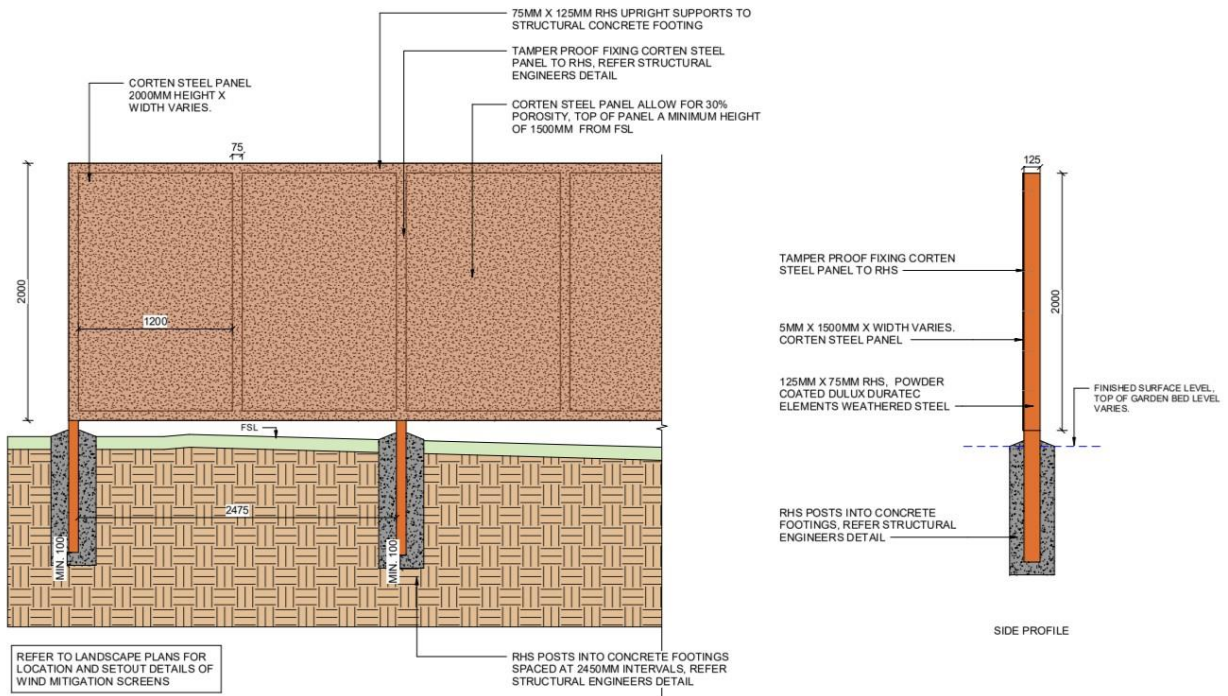 75MM X 125MM RHS UPRIGHT SUPPORTS TO
STRUCTURAL CONCRETE FOOTING
TAMPER PROOF FIXING CORTEN STEEL
PANEL TO RHS, REFER STRUCTURAL
ENGINEERS DETAIL
CORTEN STEEL PANEL
2000MM HEIGHT X
WIDTH VARIES.
CORTEN STEEL PANEL ALLOW FOR 30%
POROSITY, TOP OF PANEL A MINIMUM HEIGHT
OF 1500MM FROM FSL
75
2000
1200
FSL
2475
MIN. 100
MIN. 100
RHS POSTS INTO CONCRETE FOOTINGS
SPACED AT 2450MM INTERVALS, REFER
STRUCTURAL ENGINEERS DETAIL
REFER TO LANDSCAPE PLANS FOR
LOCATION AND SETOUT DETAILS OF
WIND MITIGATION SCREENS
125
TAMPER PROOF FIXING CORTEN
STEEL PANEL TO RHS
2000
5MM X 1500MM X WIDTH VARIES.
CORTEN STEEL PANEL
125MM X 75MM RHS, POWDER
COATED DULUX DURATEC
ELEMENTS WEATHERED STEEL
FINISHED SURFACE LEVEL,
TOP OF GARDEN BED LEVEL
VARIES.
RHS POSTS INTO CONCRETE
FOOTINGS, REFER STRUCTURAL
ENGINEERS DETAIL
SIDE PROFILE